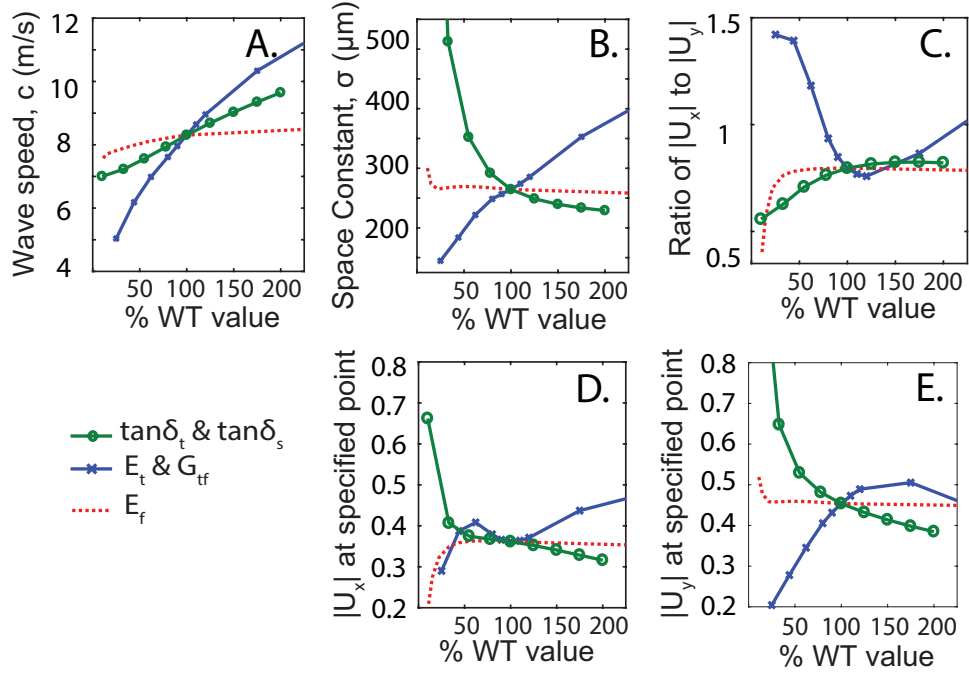 A.
Wave speed, c (m/s)
12
10
8
6
4
50 100 150 200
% WT value
B.
Space Constant, σ (μm)
500
400
300
200
50 100 150 200
% WT value
C.
Ratio of |Uₓ| to |Uᵧ|
1.5
1
0.5
50 100 150 200
% WT value
D.
|Uₓ| at specified point
0.8
0.7
0.6
0.5
0.4
0.3
0.2
50 100 150 200
% WT value
E.
|Uᵧ| at specified point
0.8
0.7
0.6
0.5
0.4
0.3
0.2
50 100 150 200
% WT value
tanδt & tanδs
Et & Gtf
Ef